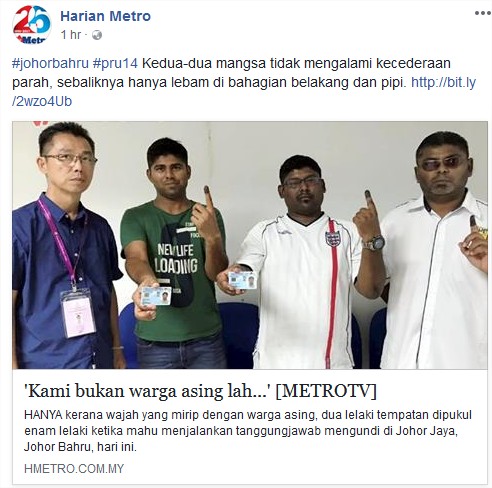 Harian Metro
1 hr ·
#johorbahru #pru14 Kedua-dua mangsa tidak mengalami kecederaan
parah, sebaliknya hanya lebam di bahagian belakang dan pipi. http://bit.ly
/2wzo4Ub
NEW LIFE
LOADING
'Kami bukan warga asing lah...' [METROTV]
HANYA kerana wajah yang mirip dengan warga asing, dua lelaki tempatan dipukul
enam lelaki ketika mahu menjalankan tanggungjawab mengundi di Johor Jaya,
Johor Bahru, hari ini.
HMETRO.COM.MY